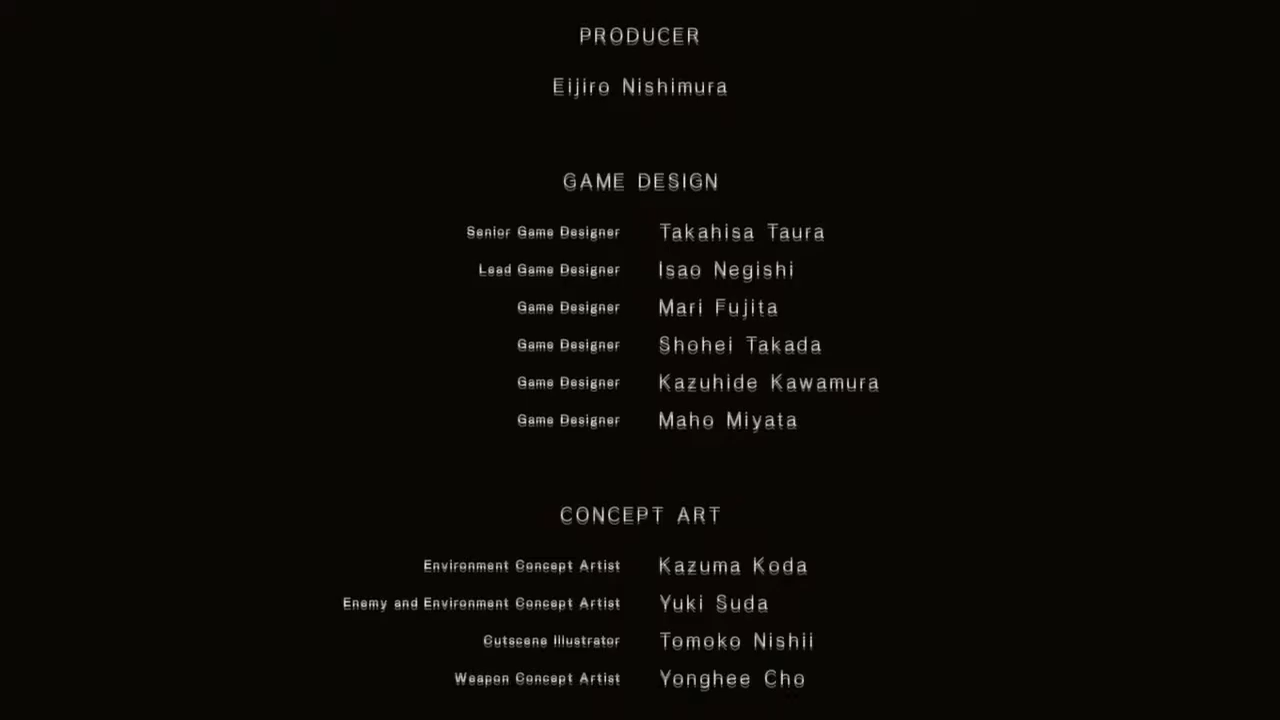 PRODUCER
Eijiro Nishimura
GAME DESIGN
Senior Game Designer Takahisa Taura
Lead Game Designer Isao Negishi
Game Designer Mari Fujita
Game Designer Shohei Takada
Game Designer Kazuhide Kawamura
Game Designer Maho Miyata
CONCEPT ART
Environment Concept Artist Kazuma Koda
Enemy and Environment Concept Artist Yuki Suda
Cutscene Illustrator Tomoko Nishii
Weapon Concept Artist Yonghee Cho